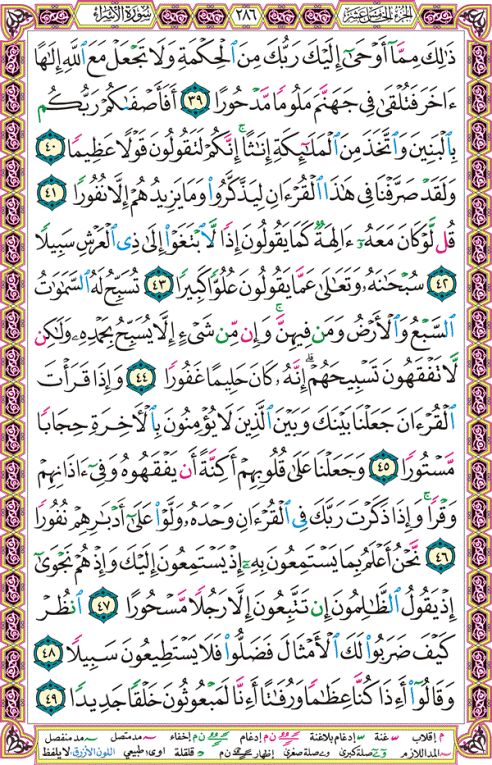 الجزء الخامس عشر ٢٨٦ سورة الإسراء
ذَٰلِكَ مِمَّآ أَوْحَىٰٓ إِلَيْكَ رَبُّكَ مِنَ ٱلْحِكْمَةِ وَلَا تَجْعَلْ مَعَ ٱللَّهِ إِلَٰهًا
ءَاخَرَ فَتُلْقَىٰ فِى جَهَنَّمَ مَلُومًا مَّدْحُورًا ٣٩ أَفَأَصْفَىٰكُمْ رَبُّكُم
بِٱلْبَنِينَ وَٱتَّخَذَ مِنَ ٱلْمَلَٰٓئِكَةِ إِنَٰثًا ۚ إِنَّكُمْ لَتَقُولُونَ قَوْلًا عَظِيمًا ٤٠
وَلَقَدْ صَرَّفْنَا فِى هَٰذَا ٱلْقُرْءَانِ لِيَذَّكَّرُوا۟ وَمَا يَزِيدُهُمْ إِلَّا نُفُورًا ٤١
قُل لَّوْ كَانَ مَعَهُۥٓ ءَالِهَةٌ كَمَا يَقُولُونَ إِذًا لَّٱبْتَغَوْا۟ إِلَىٰ ذِى ٱلْعَرْشِ سَبِيلًا
٤٢ سُبْحَٰنَهُۥ وَتَعَٰلَىٰ عَمَّا يَقُولُونَ عُلُوًّا كَبِيرًا ٤٣ تُسَبِّحُ لَهُ ٱلسَّمَٰوَٰتُ
ٱلسَّبْعُ وَٱلْأَرْضُ وَمَن فِيهِنَّ ۚ وَإِن مِّن شَىْءٍ إِلَّا يُسَبِّحُ بِحَمْدِهِۦ وَلَٰكِن
لَّا تَفْقَهُونَ تَسْبِيحَهُمْ ۗ إِنَّهُۥ كَانَ حَلِيمًا غَفُورًا ٤٤ وَإِذَا قَرَأْتَ
ٱلْقُرْءَانَ جَعَلْنَا بَيْنَكَ وَبَيْنَ ٱلَّذِينَ لَا يُؤْمِنُونَ بِٱلْءَاخِرَةِ حِجَابًا
مَّسْتُورًا ٤٥ وَجَعَلْنَا عَلَىٰ قُلُوبِهِمْ أَكِنَّةً أَن يَفْقَهُوهُ وَفِىٓ ءَاذَانِهِمْ
وَقْرًا ۚ وَإِذَا ذَكَرْتَ رَبَّكَ فِى ٱلْقُرْءَانِ وَحْدَهُۥ وَلَّوْا۟ عَلَىٰٓ أَدْبَٰرِهِمْ نُفُورًا
٤٦ نَّحْنُ أَعْلَمُ بِمَا يَسْتَمِعُونَ بِهِۦٓ إِذْ يَسْتَمِعُونَ إِلَيْكَ وَإِذْ هُمْ نَجْوَىٰٓ
إِذْ يَقُولُ ٱلظَّٰلِمُونَ إِن تَتَّبِعُونَ إِلَّا رَجُلًا مَّسْحُورًا ٤٧ ٱنظُرْ
كَيْفَ ضَرَبُوا۟ لَكَ ٱلْأَمْثَالَ فَضَلُّوا۟ فَلَا يَسْتَطِيعُونَ سَبِيلًا ٤٨
وَقَالُوٓا۟ أَءِذَا كُنَّا عِظَٰمًا وَرُفَٰتًا أَءِنَّا لَمَبْعُوثُونَ خَلْقًا جَدِيدًا ٤٩
م إقلاب غنة إدغام بلاغنة ن م إدغام ن م إخفاء مد متصل مد منفصل
المد اللازم صلة كبرى صلة صغرى إظهار ن م قلقلة اوى طبيعي اللون الأزرق لا يلفظ